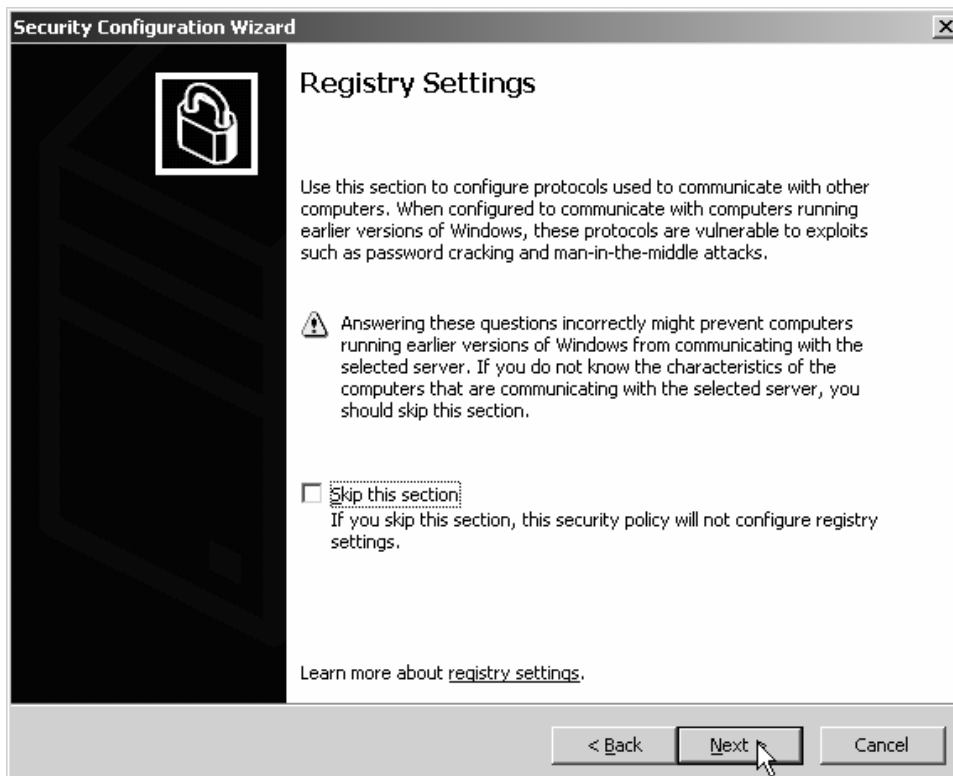 Security Configuration Wizard
Registry Settings
Use this section to configure protocols used to communicate with other
computers. When configured to communicate with computers running
earlier versions of Windows, these protocols are vulnerable to exploits
such as password cracking and man-in-the-middle attacks.
Answering these questions incorrectly might prevent computers
running earlier versions of Windows from communicating with the
selected server. If you do not know the characteristics of the
computers that are communicating with the selected server, you
should skip this section.
Skip this section
If you skip this section, this security policy will not configure registry
settings.
Learn more about registry settings.
< Back Next > Cancel